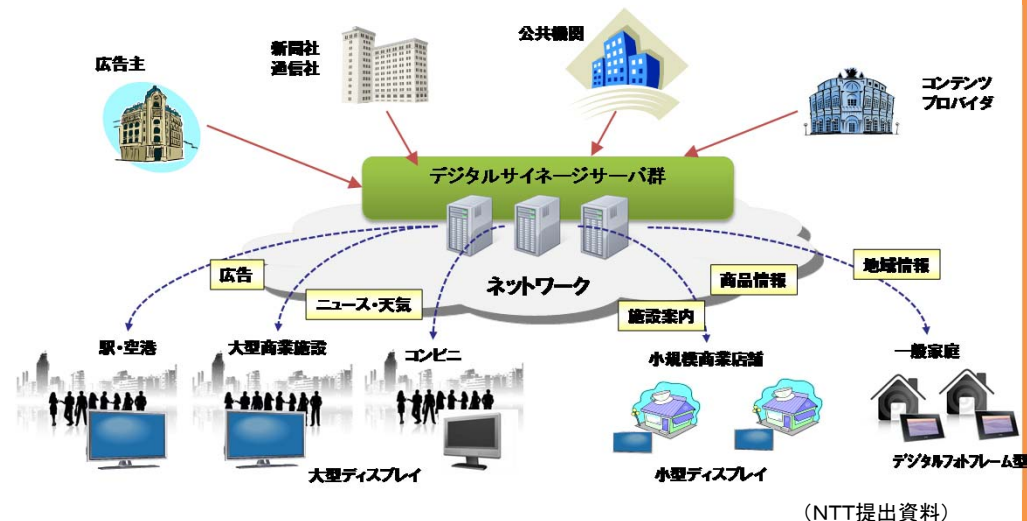 広告主
新聞社
通信社
公共機関
コンテンツ
プロバイダ
デジタルサイネージサーバ群
ネットワーク
広告
ニュース・天気
施設案内
商品情報
地域情報
駅・空港
大型商業施設
コンビニ
小規模商業店舗
一般家庭
大型ディスプレイ
小型ディスプレイ
デジタルフォトフレーム型
（NTT提出資料）